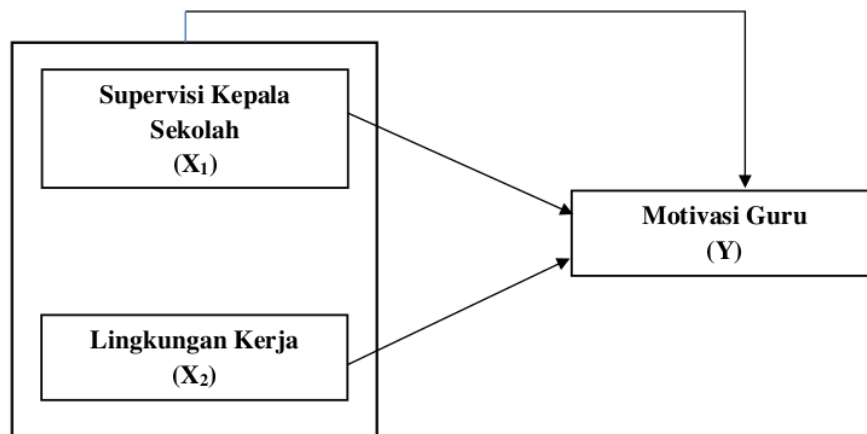 Supervisi Kepala
Sekolah
(X₁)
Motivasi Guru
(Y)
Lingkungan Kerja
(X₂)